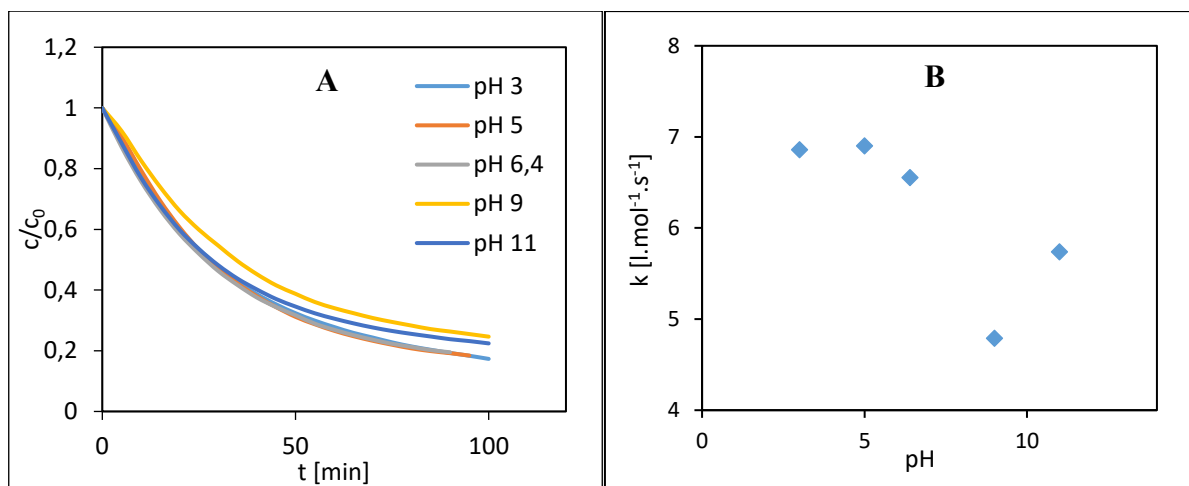 A
1,2
1
0,8
0,6
0,4
0,2
0
c/c₀
0 50 100
t [min]
pH 3
pH 5
pH 6,4
pH 9
pH 11
B
8
7
6
5
4
k [l.mol⁻¹.s⁻¹]
0 5 10
pH